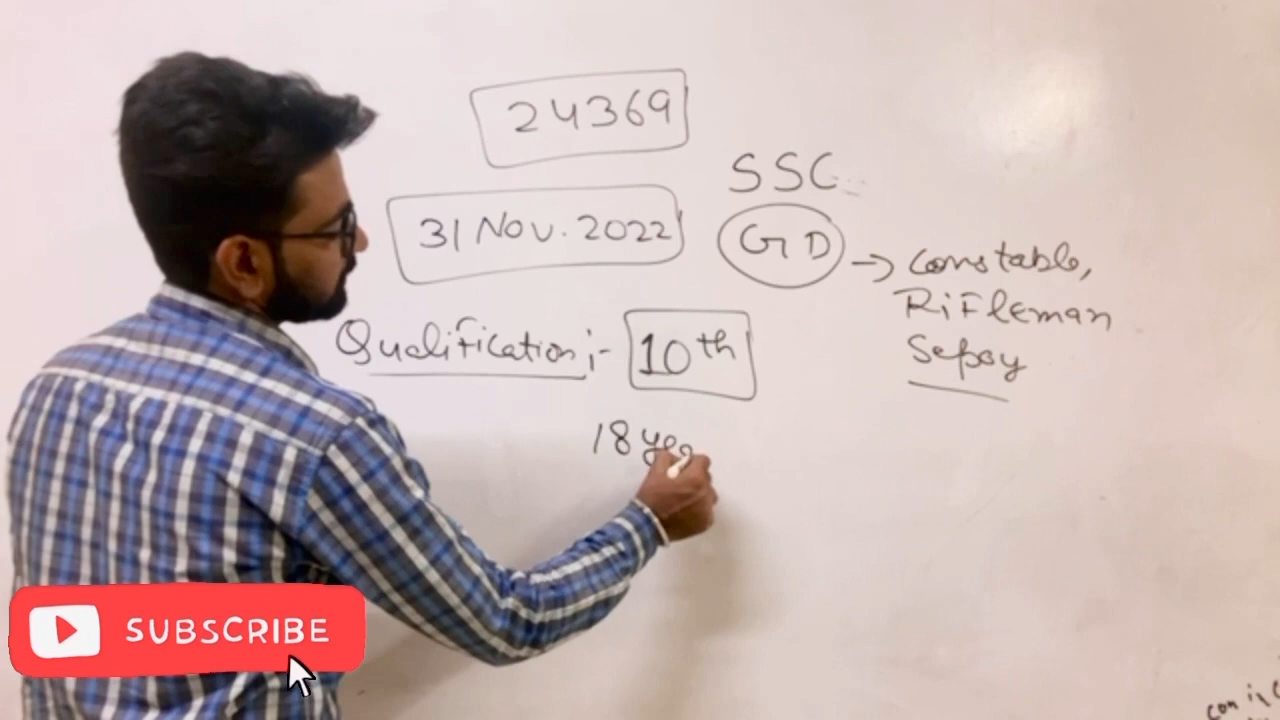 24369
31 Nov. 2022
SSC
GD → Constable,
Rifleman
Sepoy
Qualification :- 10th
18 yea
SUBSCRIBE